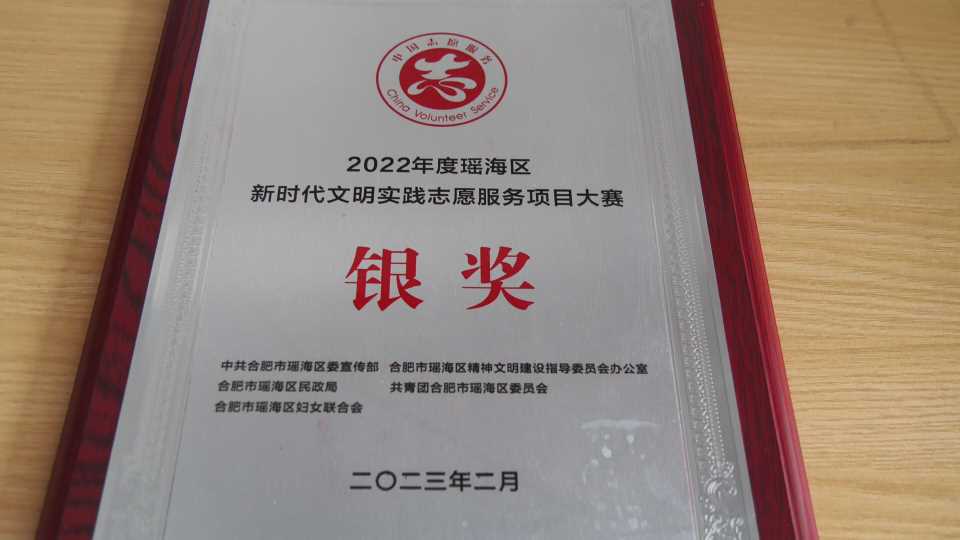 中国志愿服务
China Volunteer Service
2022年度瑶海区
新时代文明实践志愿服务项目大赛
银奖
中共合肥市瑶海区委宣传部 合肥市瑶海区精神文明建设指导委员会办公室
合肥市瑶海区民政局 共青团合肥市瑶海区委员会
合肥市瑶海区妇女联合会
二〇二三年二月